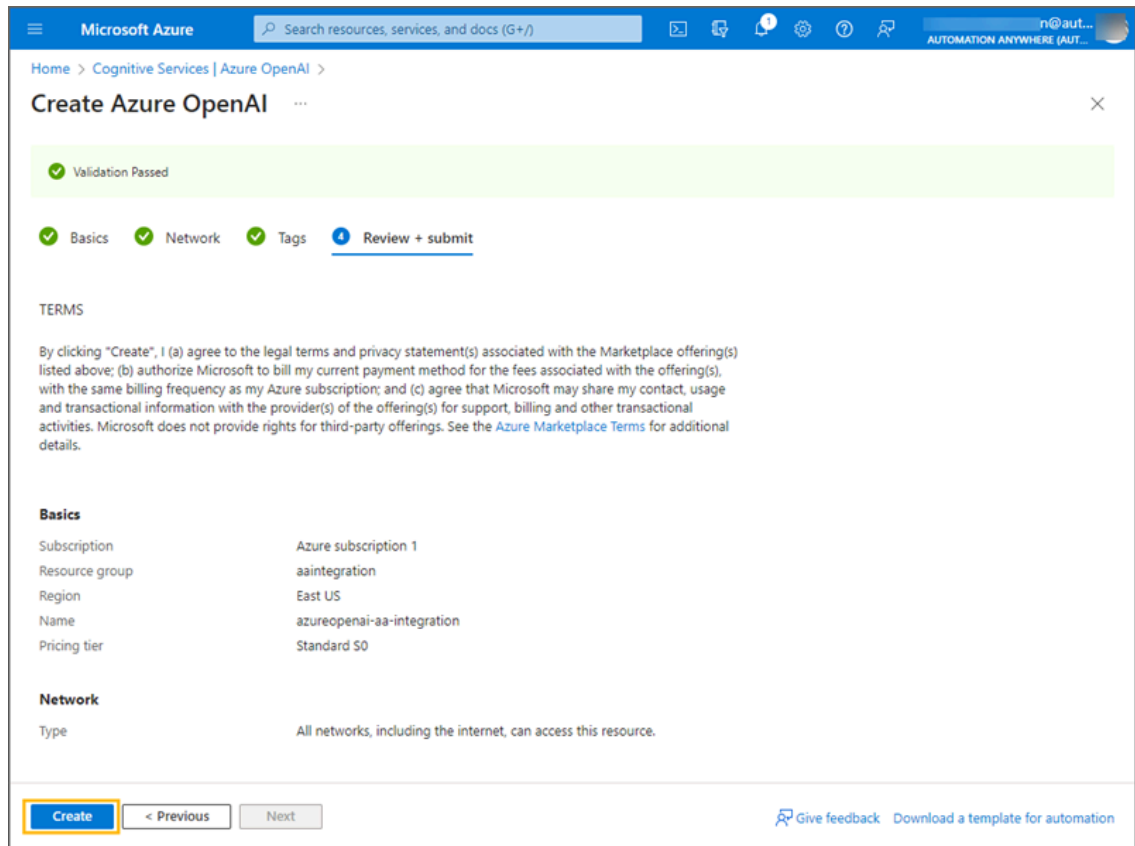 Microsoft Azure
Search resources, services, and docs (G+/)
1
n@aut...
AUTOMATION ANYWHERE (AUT...
Home > Cognitive Services | Azure OpenAI >
Create Azure OpenAI ...
Validation Passed
Basics Network Tags 4 Review + submit
TERMS
By clicking "Create", I (a) agree to the legal terms and privacy statement(s) associated with the Marketplace offering(s)
listed above; (b) authorize Microsoft to bill my current payment method for the fees associated with the offering(s),
with the same billing frequency as my Azure subscription; and (c) agree that Microsoft may share my contact, usage
and transactional information with the provider(s) of the offering(s) for support, billing and other transactional
activities. Microsoft does not provide rights for third-party offerings. See the Azure Marketplace Terms for additional
details.
Basics
Subscription Azure subscription 1
Resource group aaintegration
Region East US
Name azureopenai-aa-integration
Pricing tier Standard S0
Network
Type All networks, including the internet, can access this resource.
Create < Previous Next Give feedback Download a template for automation